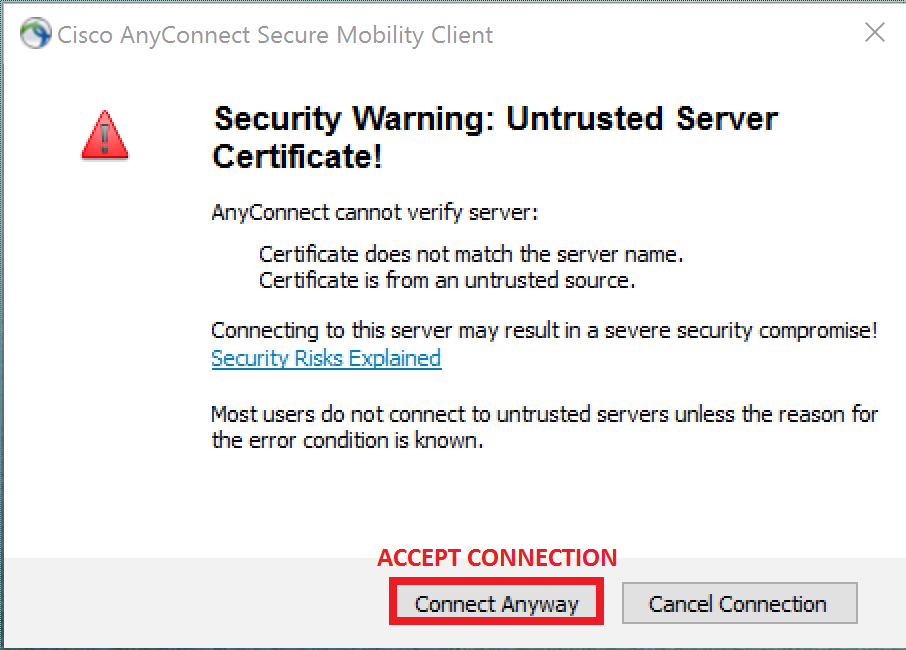 Cisco AnyConnect Secure Mobility Client
Security Warning: Untrusted Server
Certificate!
AnyConnect cannot verify server:
Certificate does not match the server name.
Certificate is from an untrusted source.
Connecting to this server may result in a severe security compromise!
Security Risks Explained
Most users do not connect to untrusted servers unless the reason for
the error condition is known.
ACCEPT CONNECTION
Connect Anyway
Cancel Connection